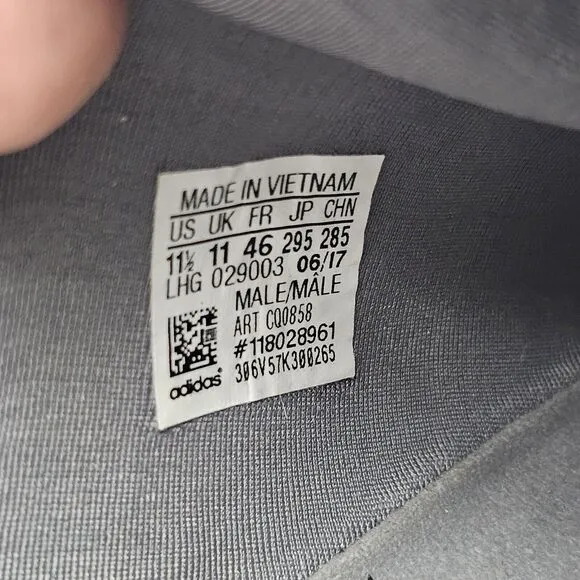 MADE IN VIETNAM
US UK FR JP CHN
11½ 11 46 295 285
LHG 029003 06/17
MALE/MÂLE
ART CQ0858
#118028961
306V57K300265
adidas